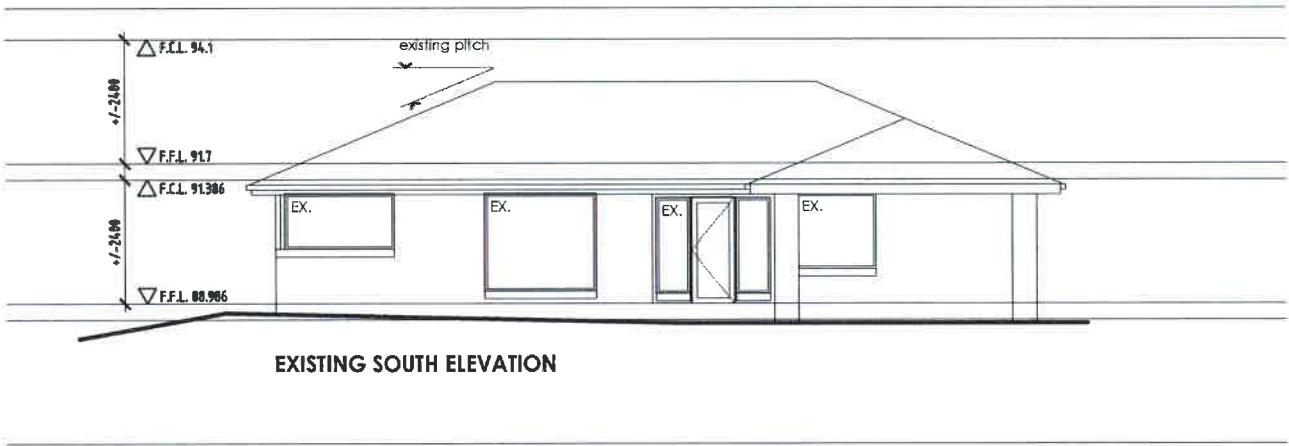 F.C.L. 94.1
existing pitch
+/-2400
F.F.L. 91.7
F.C.L. 91.386
EX.
EX.
EX.
EX.
+/-2400
F.F.L. 88.986
EXISTING SOUTH ELEVATION